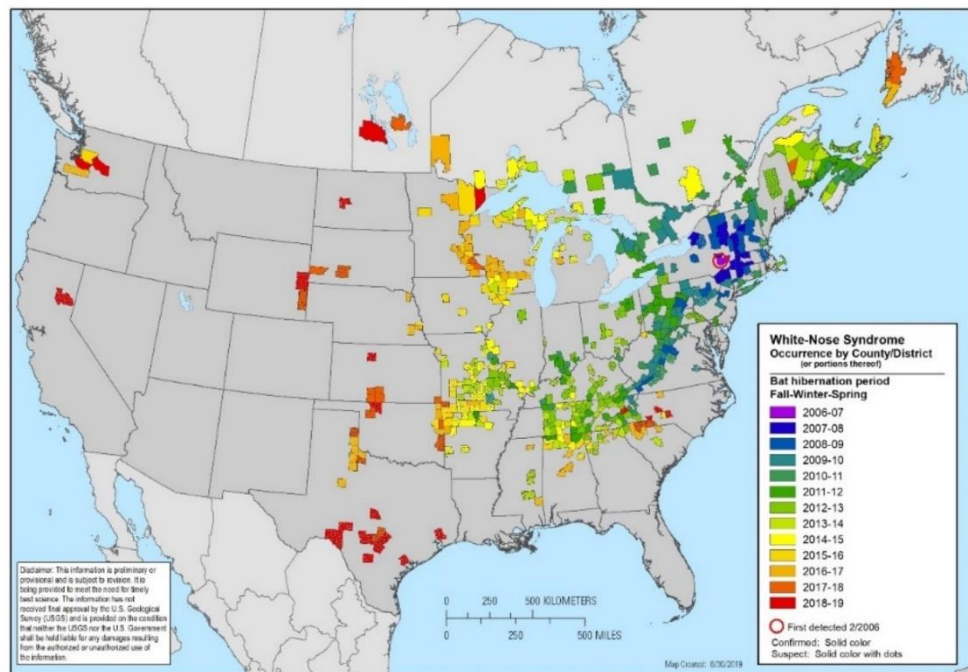 White-Nose Syndrome
Occurrence by County/District
(or portions thereof)
Bat hibernation period
Fall-Winter-Spring
2006-07
2007-08
2008-09
2009-10
2010-11
2011-12
2012-13
2013-14
2014-15
2015-16
2016-17
2017-18
2018-19
First detected 2/2006
Confirmed: Solid color
Suspect: Solid color with dots
Disclaimer: This information is preliminary or
provisional and is subject to revision. It is
being provided to meet the need for timely
best science. The information has not
received final approval by the U.S. Geological
Survey (USGS) and is provided on the condition
that neither the USGS nor the U.S. Government
shall be held liable for any damages resulting
from the authorized or unauthorized use of
the information.
0 250 500 KILOMETERS
0 250 500 MILES
Map Created: 8/30/2019